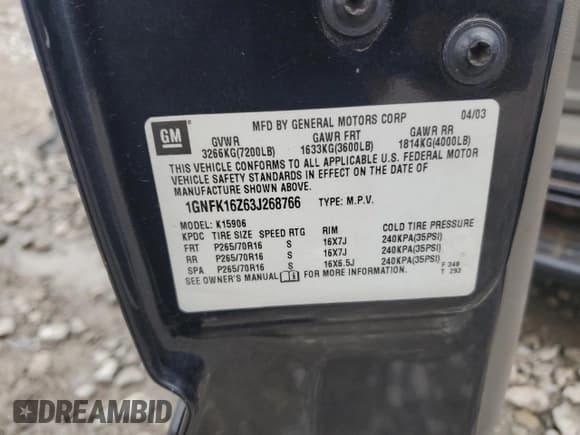 GM
MFD BY GENERAL MOTORS CORP 04/03
GVWR GAWR FRT GAWR RR
3266KG(7200LB) 1633KG(3600LB) 1814KG(4000LB)
THIS VEHICLE CONFORMS TO ALL APPLICABLE U.S. FEDERAL MOTOR
VEHICLE SAFETY STANDARDS IN EFFECT ON THE DATE OF
MANUFACTURE SHOWN ABOVE.
1GNFK16Z63J268766 TYPE: M.P.V.
MODEL: K15906
KPDC TIRE SIZE SPEED RTG RIM COLD TIRE PRESSURE
FRT P265/70R16 S 16X7J 240KPA(35PSI)
RR P265/70R16 S 16X7J 240KPA(35PSI)
SPA P265/70R16 S 16X6.5J 240KPA(35PSI)
SEE OWNER'S MANUAL FOR MORE INFORMATION.
F 348
T 293
DREAMBID